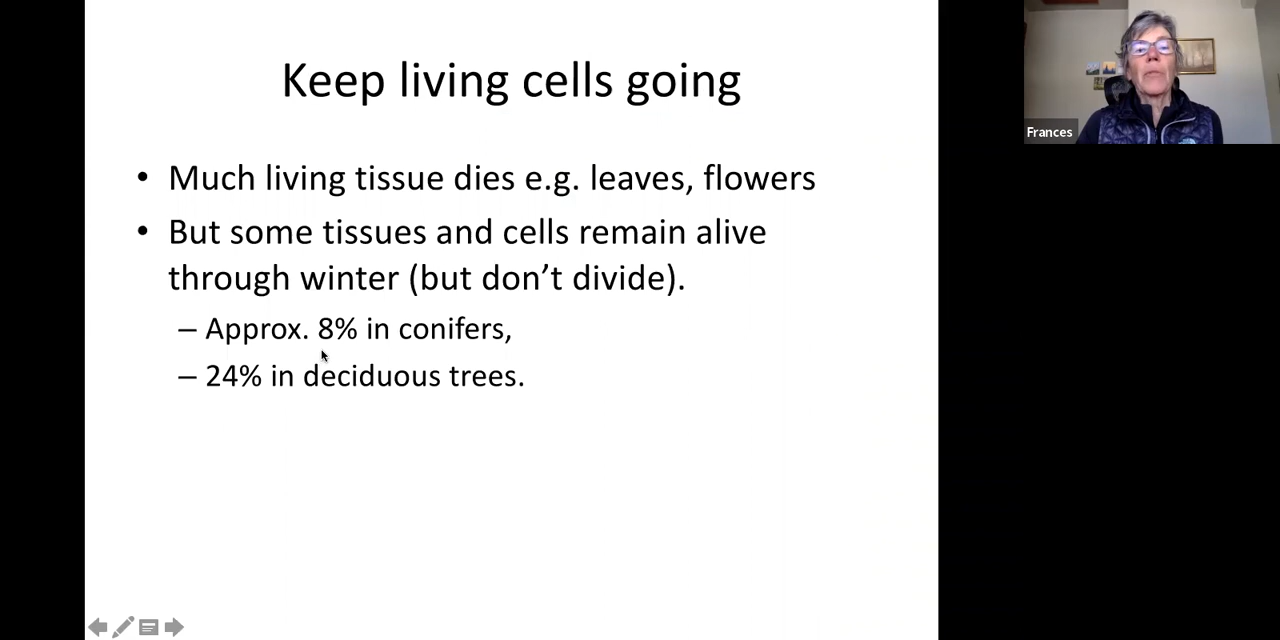 Keep living cells going
• Much living tissue dies e.g. leaves, flowers
• But some tissues and cells remain alive
through winter (but don’t divide).
– Approx. 8% in conifers,
– 24% in deciduous trees.
Frances